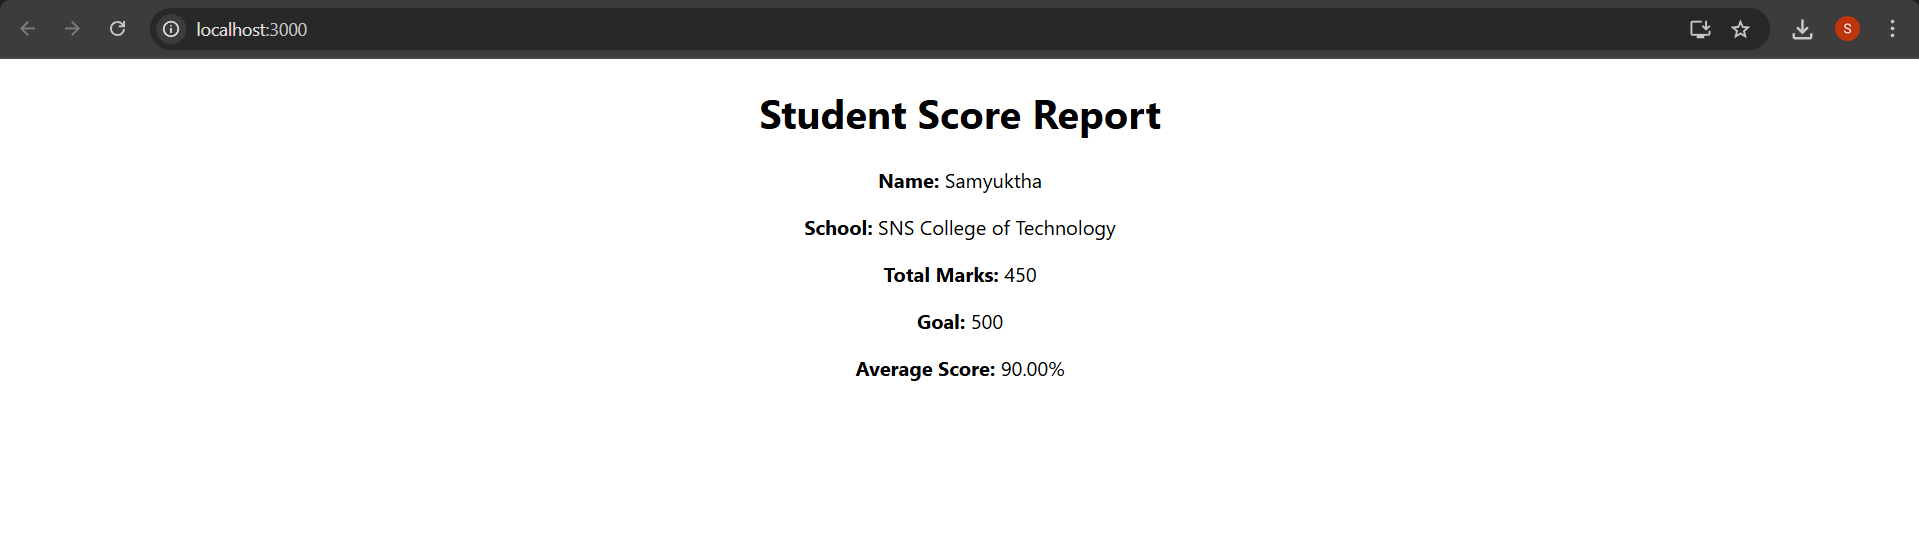 localhost:3000
S
Student Score Report
Name: Samyuktha
School: SNS College of Technology
Total Marks: 450
Goal: 500
Average Score: 90.00%